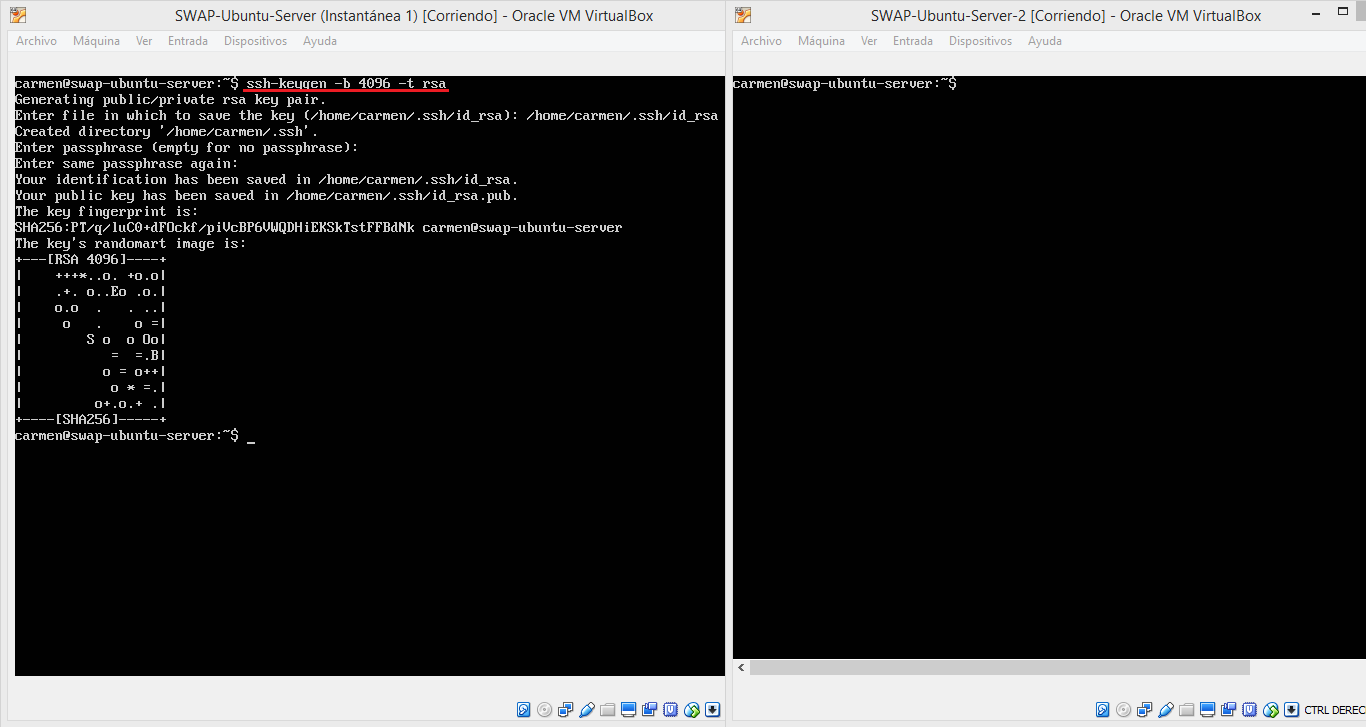 SWAP-Ubuntu-Server (Instantánea 1) [Corriendo] - Oracle VM VirtualBox
Archivo Máquina Ver Entrada Dispositivos Ayuda
carmen@swap-ubuntu-server:~$ ssh-keygen -b 4096 -t rsa
Generating public/private rsa key pair.
Enter file in which to save the key (/home/carmen/.ssh/id_rsa): /home/carmen/.ssh/id_rsa
Created directory '/home/carmen/.ssh'.
Enter passphrase (empty for no passphrase):
Enter same passphrase again:
Your identification has been saved in /home/carmen/.ssh/id_rsa.
Your public key has been saved in /home/carmen/.ssh/id_rsa.pub.
The key fingerprint is:
SHA256:PT/q/luC0+dFOckf/piVcBP6VWQDHiEKSkTstFFBdNk carmen@swap-ubuntu-server
The key's randomart image is:
+---[RSA 4096]----+
|    +++*..o. +o.o|
|    .+. o..Eo .o.|
|    o.o  .   . ..|
|     o   .    o =|
|        S o  o Oo|
|           =  =.B|
|          o = o++|
|           o * =.|
|         o+.o.+ .|
+----[SHA256]-----+
carmen@swap-ubuntu-server:~$ _
SWAP-Ubuntu-Server-2 [Corriendo] - Oracle VM VirtualBox
Archivo Máquina Ver Entrada Dispositivos Ayuda
carmen@swap-ubuntu-server:~$
CTRL DEREC